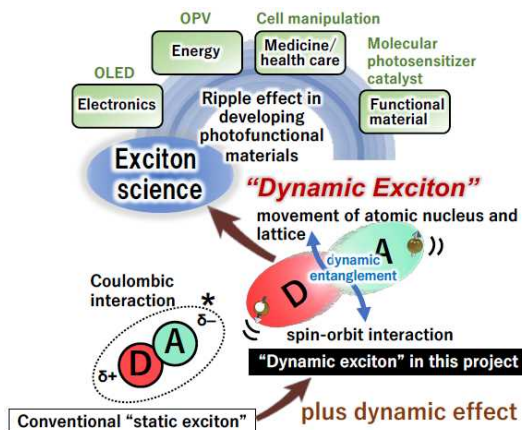 OPV
Cell manipulation
Energy
Medicine/
health care
Molecular
photosensitizer
catalyst
OLED
Electronics
Functional
material
Ripple effect in
developing
photofunctional
materials
Exciton
science
"Dynamic Exciton"
movement of atomic nucleus and
lattice
A
dynamic
entanglement
D
Coulombic
interaction
*
δ−
A
D
δ+
spin-orbit interaction
"Dynamic exciton" in this project
plus dynamic effect
Conventional "static exciton"